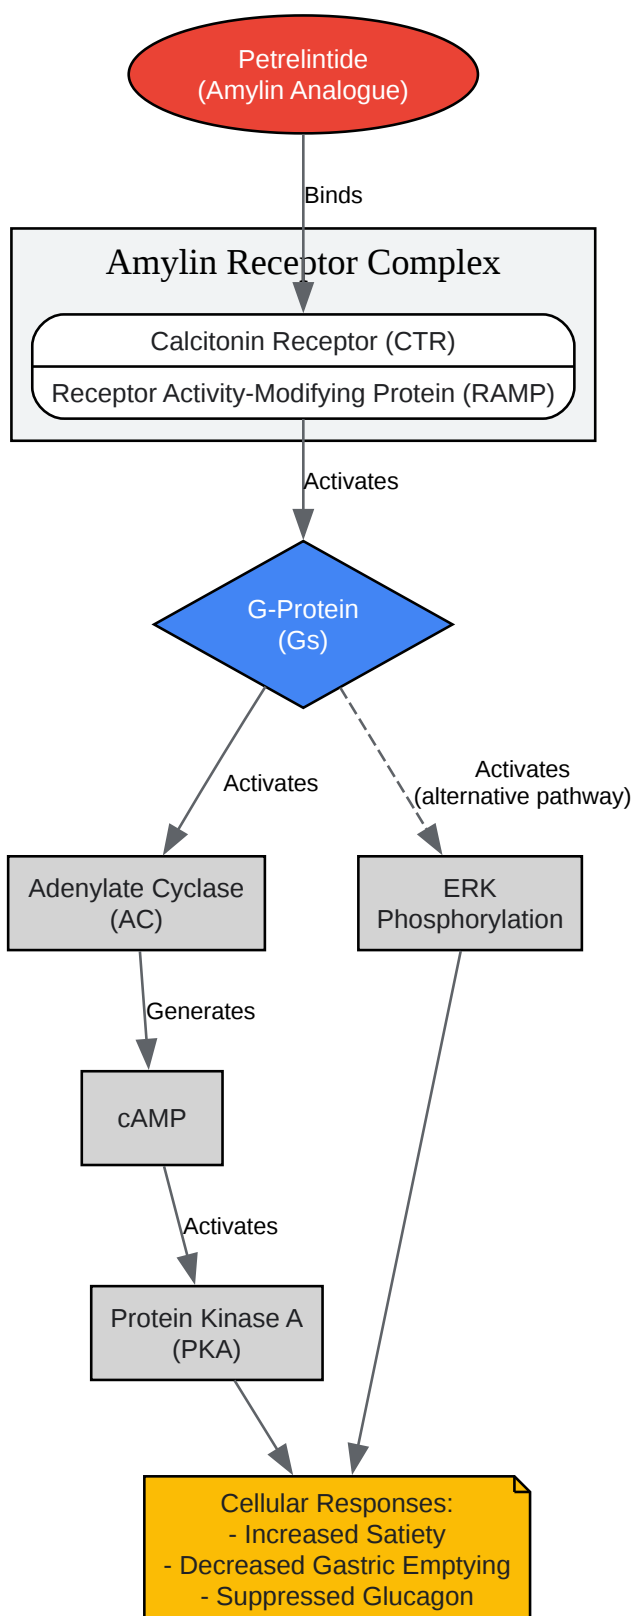 Petrelintide
(Amylin Analogue)
Binds
Amylin Receptor Complex
Calcitonin Receptor (CTR)
Receptor Activity-Modifying Protein (RAMP)
Activates
G-Protein
(Gs)
Activates
Activates
(alternative pathway)
Adenylate Cyclase
(AC)
ERK
Phosphorylation
Generates
cAMP
Activates
Protein Kinase A
(PKA)
Cellular Responses:
- Increased Satiety
- Decreased Gastric Emptying
- Suppressed Glucagon